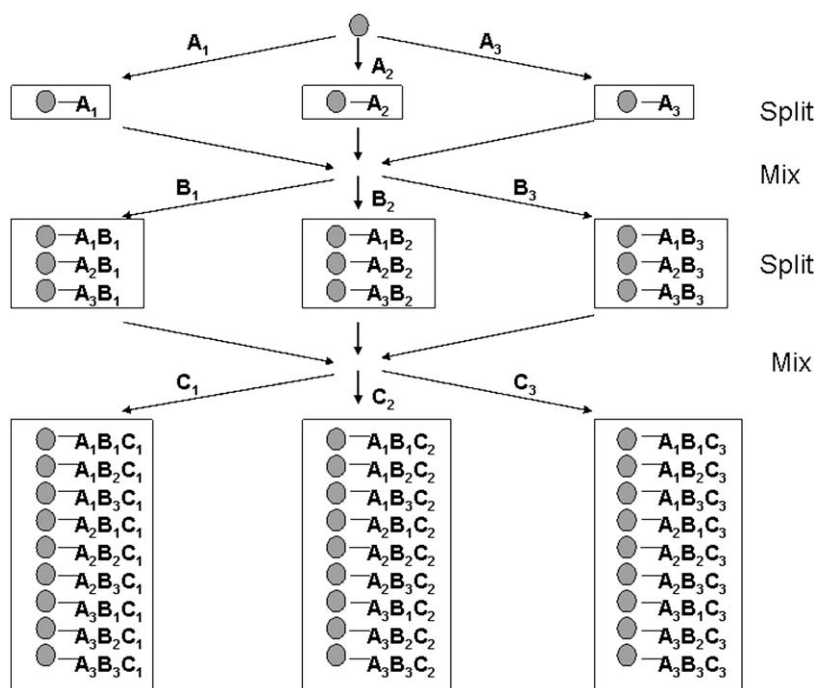 A₁ A₂ A₃
A₁ A₂ A₃ Split
Mix
B₁ B₂ B₃
A₁B₁ A₁B₂ A₁B₃
A₂B₁ A₂B₂ A₂B₃ Split
A₃B₁ A₃B₂ A₃B₃
Mix
C₁ C₂ C₃
A₁B₁C₁ A₁B₁C₂ A₁B₁C₃
A₁B₂C₁ A₁B₂C₂ A₁B₂C₃
A₁B₃C₁ A₁B₃C₂ A₁B₃C₃
A₂B₁C₁ A₂B₁C₂ A₂B₁C₃
A₂B₂C₁ A₂B₂C₂ A₂B₂C₃
A₂B₃C₁ A₂B₃C₂ A₂B₃C₃
A₃B₁C₁ A₃B₁C₂ A₃B₁C₃
A₃B₂C₁ A₃B₂C₂ A₃B₂C₃
A₃B₃C₁ A₃B₃C₂ A₃B₃C₃